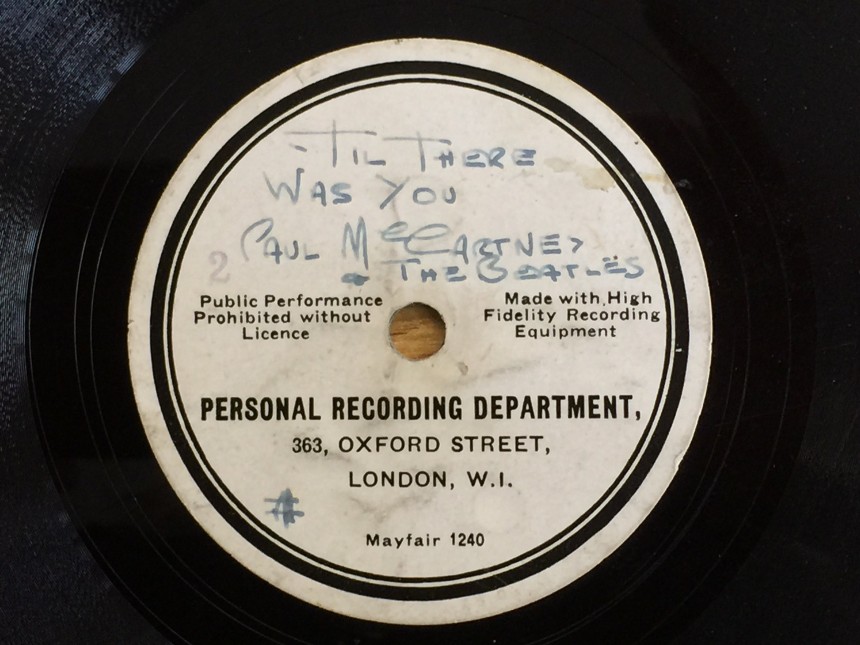 'TIL THERE
WAS YOU
PAUL McCARTNEY
& THE BEATLES
2
Public Performance
Prohibited without
Licence
Made with High
Fidelity Recording
Equipment
PERSONAL RECORDING DEPARTMENT,
363, OXFORD STREET,
LONDON, W.I.
#
Mayfair 1240